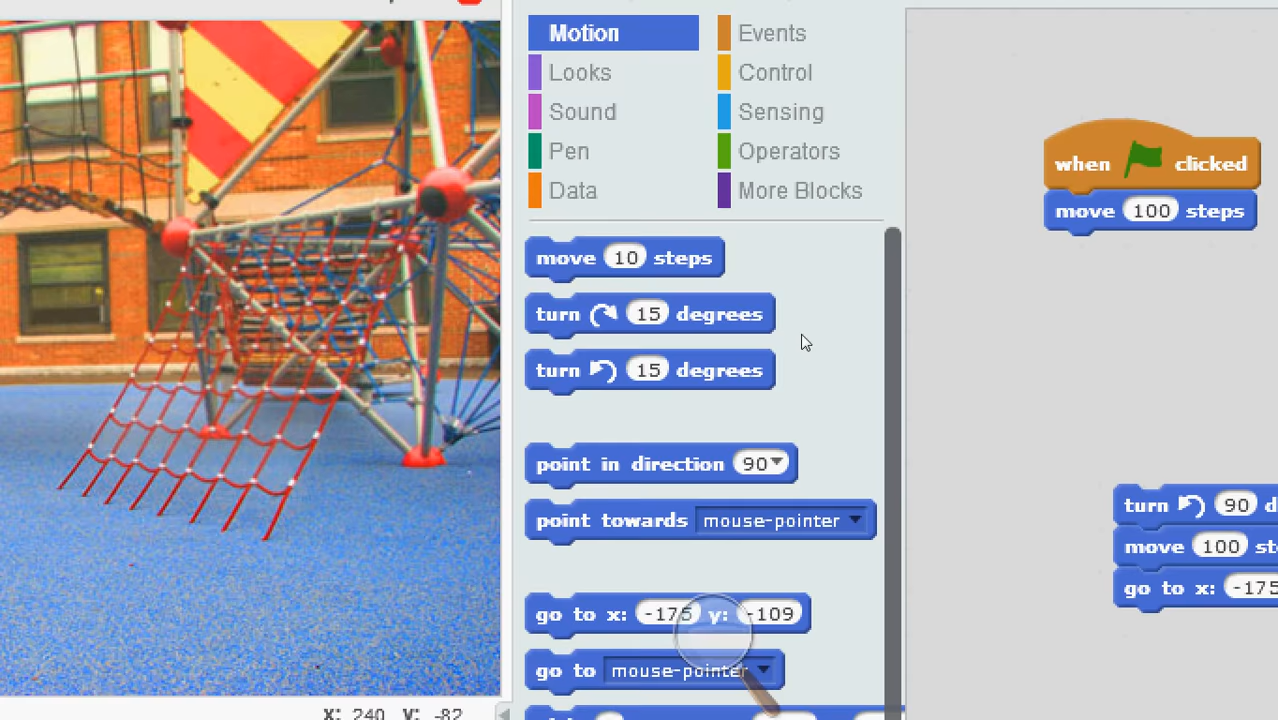 Motion
Events
Looks
Control
Sound
Sensing
Pen
Operators
Data
More Blocks
move 10 steps
turn 15 degrees
turn 15 degrees
point in direction 90
point towards mouse-pointer
go to x: -175 y: -109
go to mouse-pointer
when clicked
move 100 steps
turn 90 d
move 100 st
go to x: -175
X: 240 Y: -82